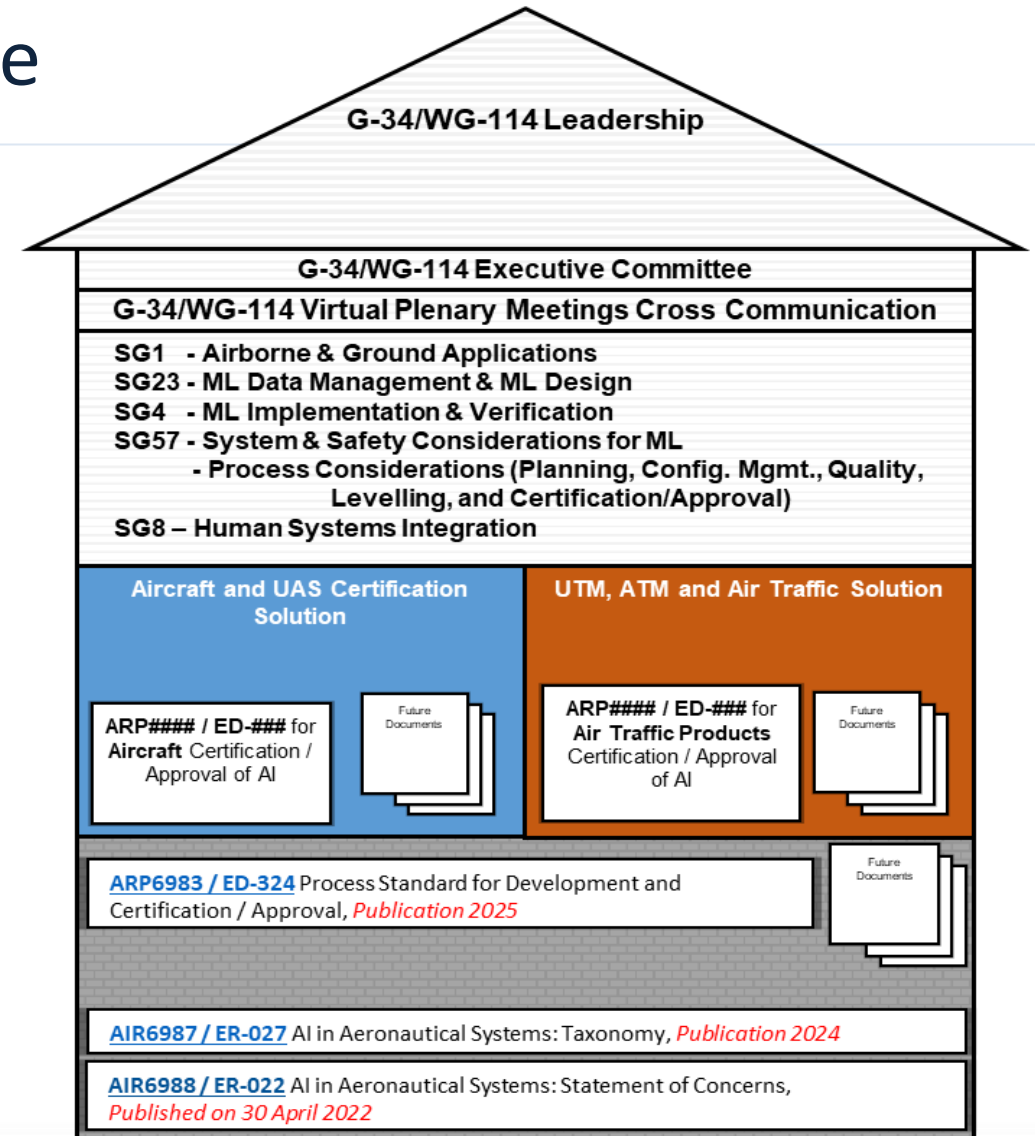 e
G-34/WG-114 Leadership
G-34/WG-114 Executive Committee
G-34/WG-114 Virtual Plenary Meetings Cross Communication
SG1 - Airborne & Ground Applications
SG23 - ML Data Management & ML Design
SG4 - ML Implementation & Verification
SG57 - System & Safety Considerations for ML
- Process Considerations (Planning, Config. Mgmt., Quality,
Levelling, and Certification/Approval)
SG8 – Human Systems Integration
Aircraft and UAS Certification
Solution
ARP#### / ED-### for
Aircraft Certification /
Approval of AI
Future
Documents
UTM, ATM and Air Traffic Solution
ARP#### / ED-### for
Air Traffic Products
Certification / Approval
of AI
Future
Documents
ARP6983 / ED-324 Process Standard for Development and
Certification / Approval, Publication 2025
Future
Documents
AIR6987 / ER-027 AI in Aeronautical Systems: Taxonomy, Publication 2024
AIR6988 / ER-022 AI in Aeronautical Systems: Statement of Concerns,
Published on 30 April 2022